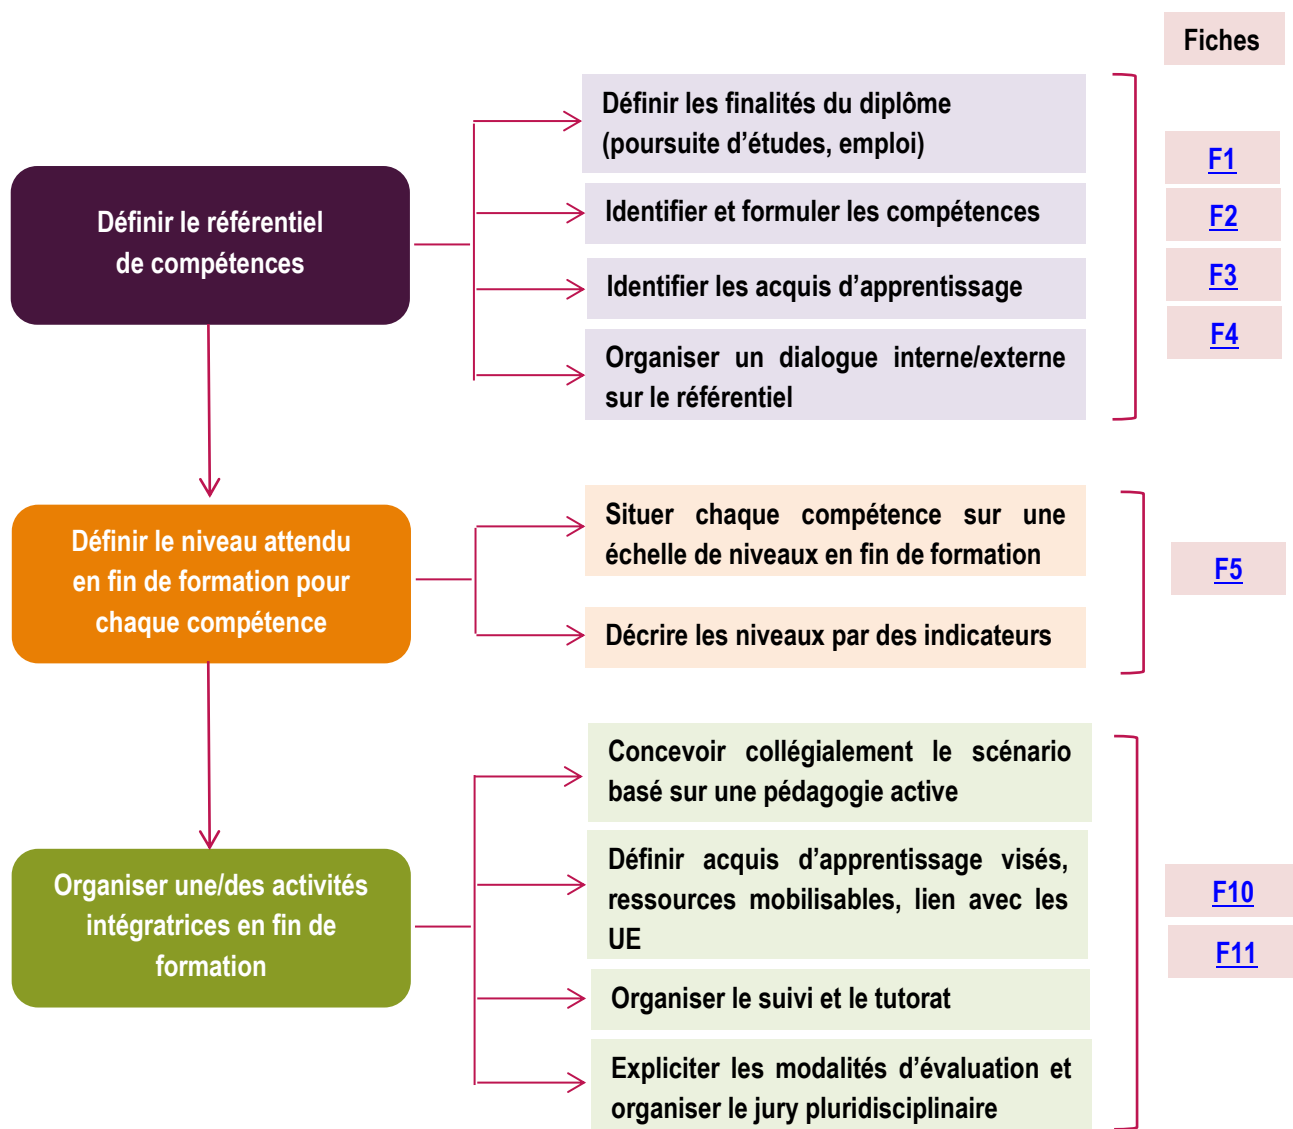 Fiches
Définir le référentiel
de compétences
Définir les finalités du diplôme
(poursuite d’études, emploi)
Identifier et formuler les compétences
Identifier les acquis d’apprentissage
Organiser un dialogue interne/externe
sur le référentiel
F1
F2
F3
F4
Définir le niveau attendu
en fin de formation pour
chaque compétence
Situer chaque compétence sur une
échelle de niveaux en fin de formation
Décrire les niveaux par des indicateurs
F5
Organiser une/des activités
intégratrices en fin de
formation
Concevoir collégialement le scénario
basé sur une pédagogie active
Définir acquis d’apprentissage visés,
ressources mobilisables, lien avec les
UE
Organiser le suivi et le tutorat
Expliciter les modalités d’évaluation et
organiser le jury pluridisciplinaire
F10
F11